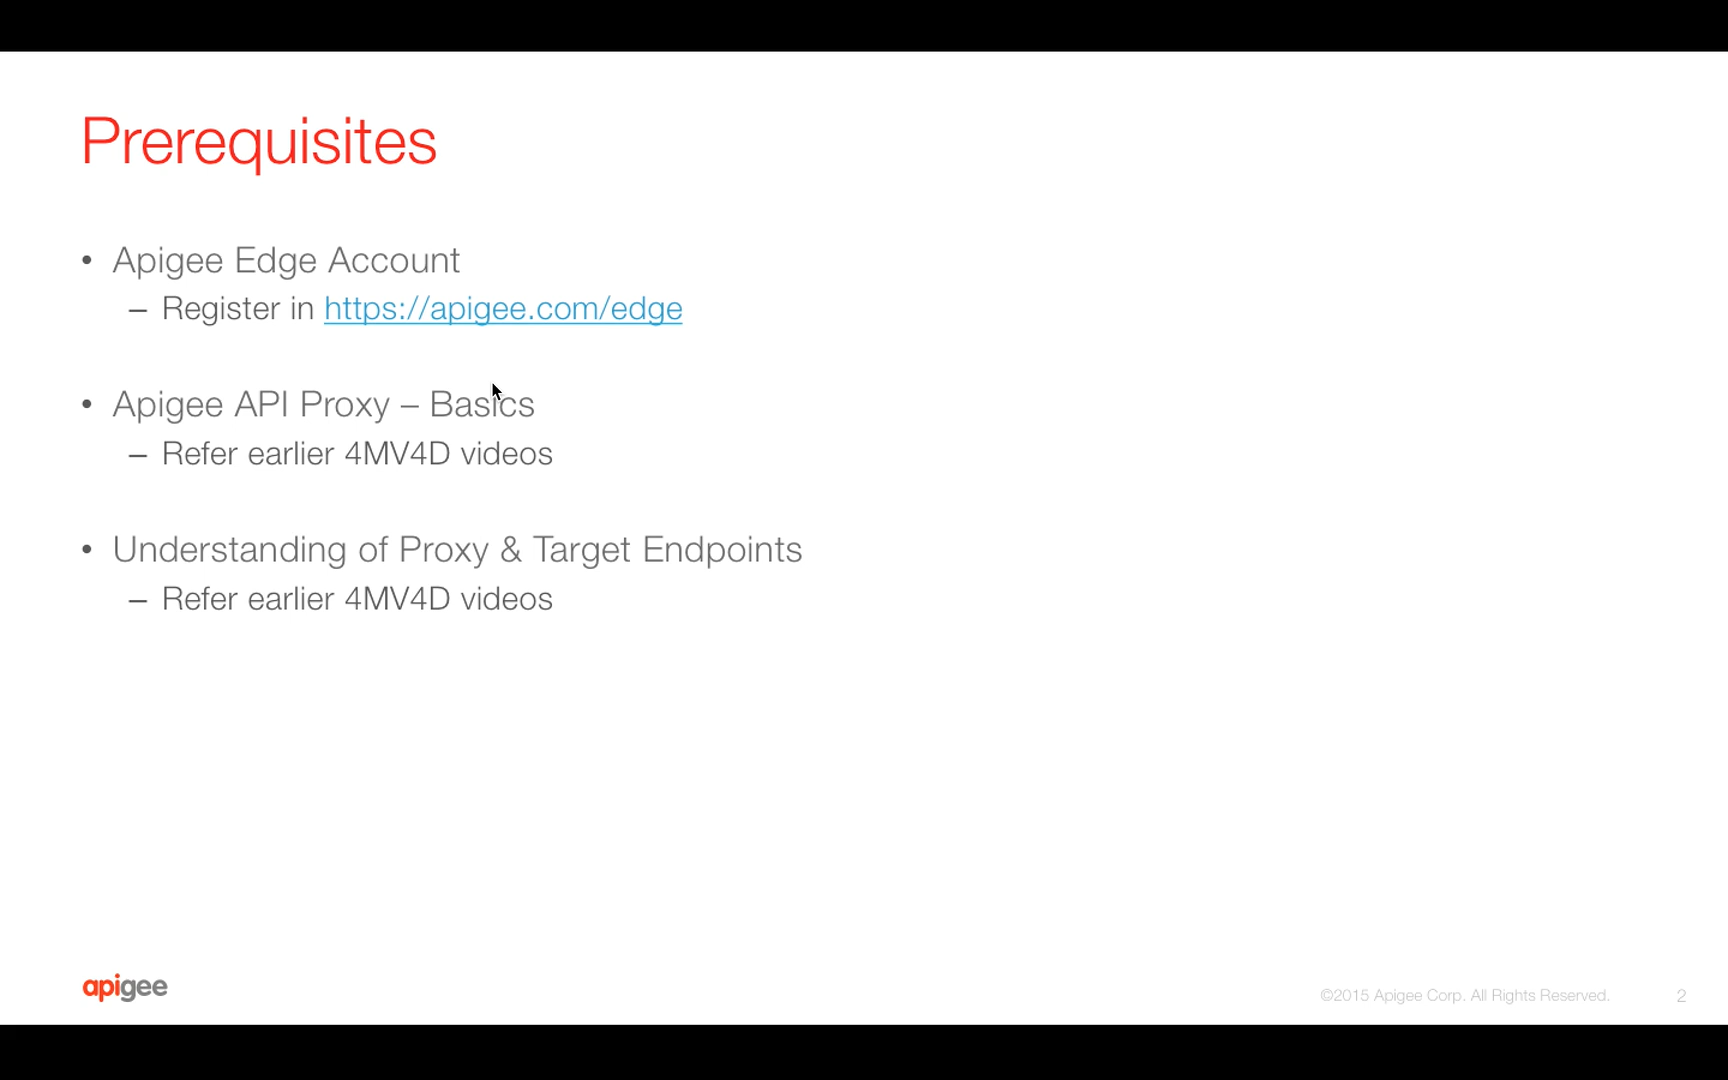 Prerequisites
• Apigee Edge Account
– Register in https://apigee.com/edge
• Apigee API Proxy – Basics
– Refer earlier 4MV4D videos
• Understanding of Proxy & Target Endpoints
– Refer earlier 4MV4D videos
apigee
©2015 Apigee Corp. All Rights Reserved. 2